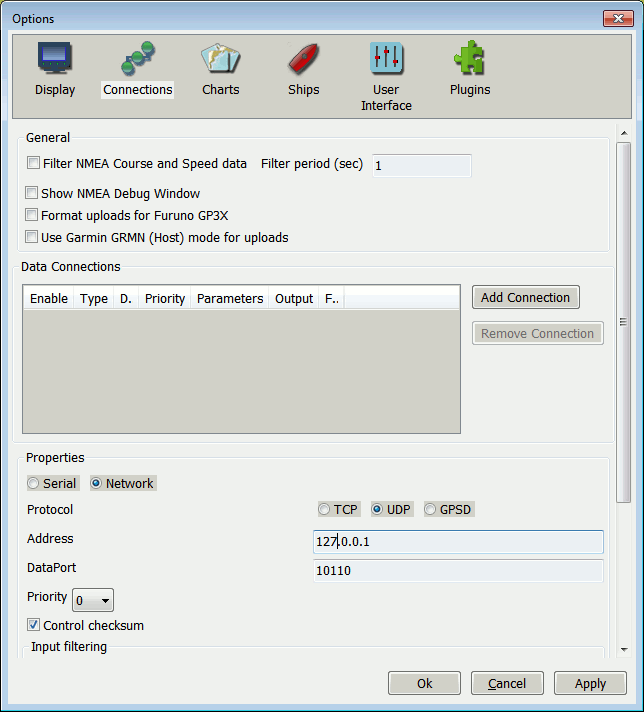 Options
Display
Connections
Charts
Ships
User
Interface
Plugins
General
Filter NMEA Course and Speed data Filter period (sec) 1
Show NMEA Debug Window
Format uploads for Furuno GP3X
Use Garmin GRMN (Host) mode for uploads
Data Connections
Enable Type D. Priority Parameters Output F..
Add Connection
Remove Connection
Properties
Serial Network
Protocol TCP UDP GPSD
Address 127.0.0.1
DataPort 10110
Priority 0
Control checksum
Input filtering
Ok Cancel Apply